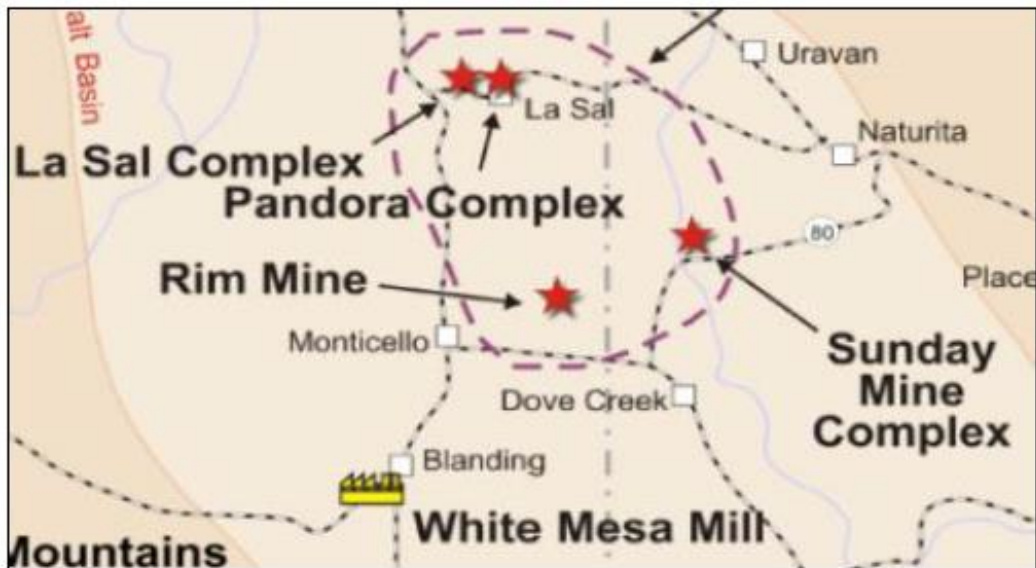 alt Basin
Uravan
La Sal
Naturita
La Sal Complex
Pandora Complex
80
Rim Mine
Place
Monticello
Sunday
Mine
Complex
Dove Creek
Blanding
White Mesa Mill
Mountains